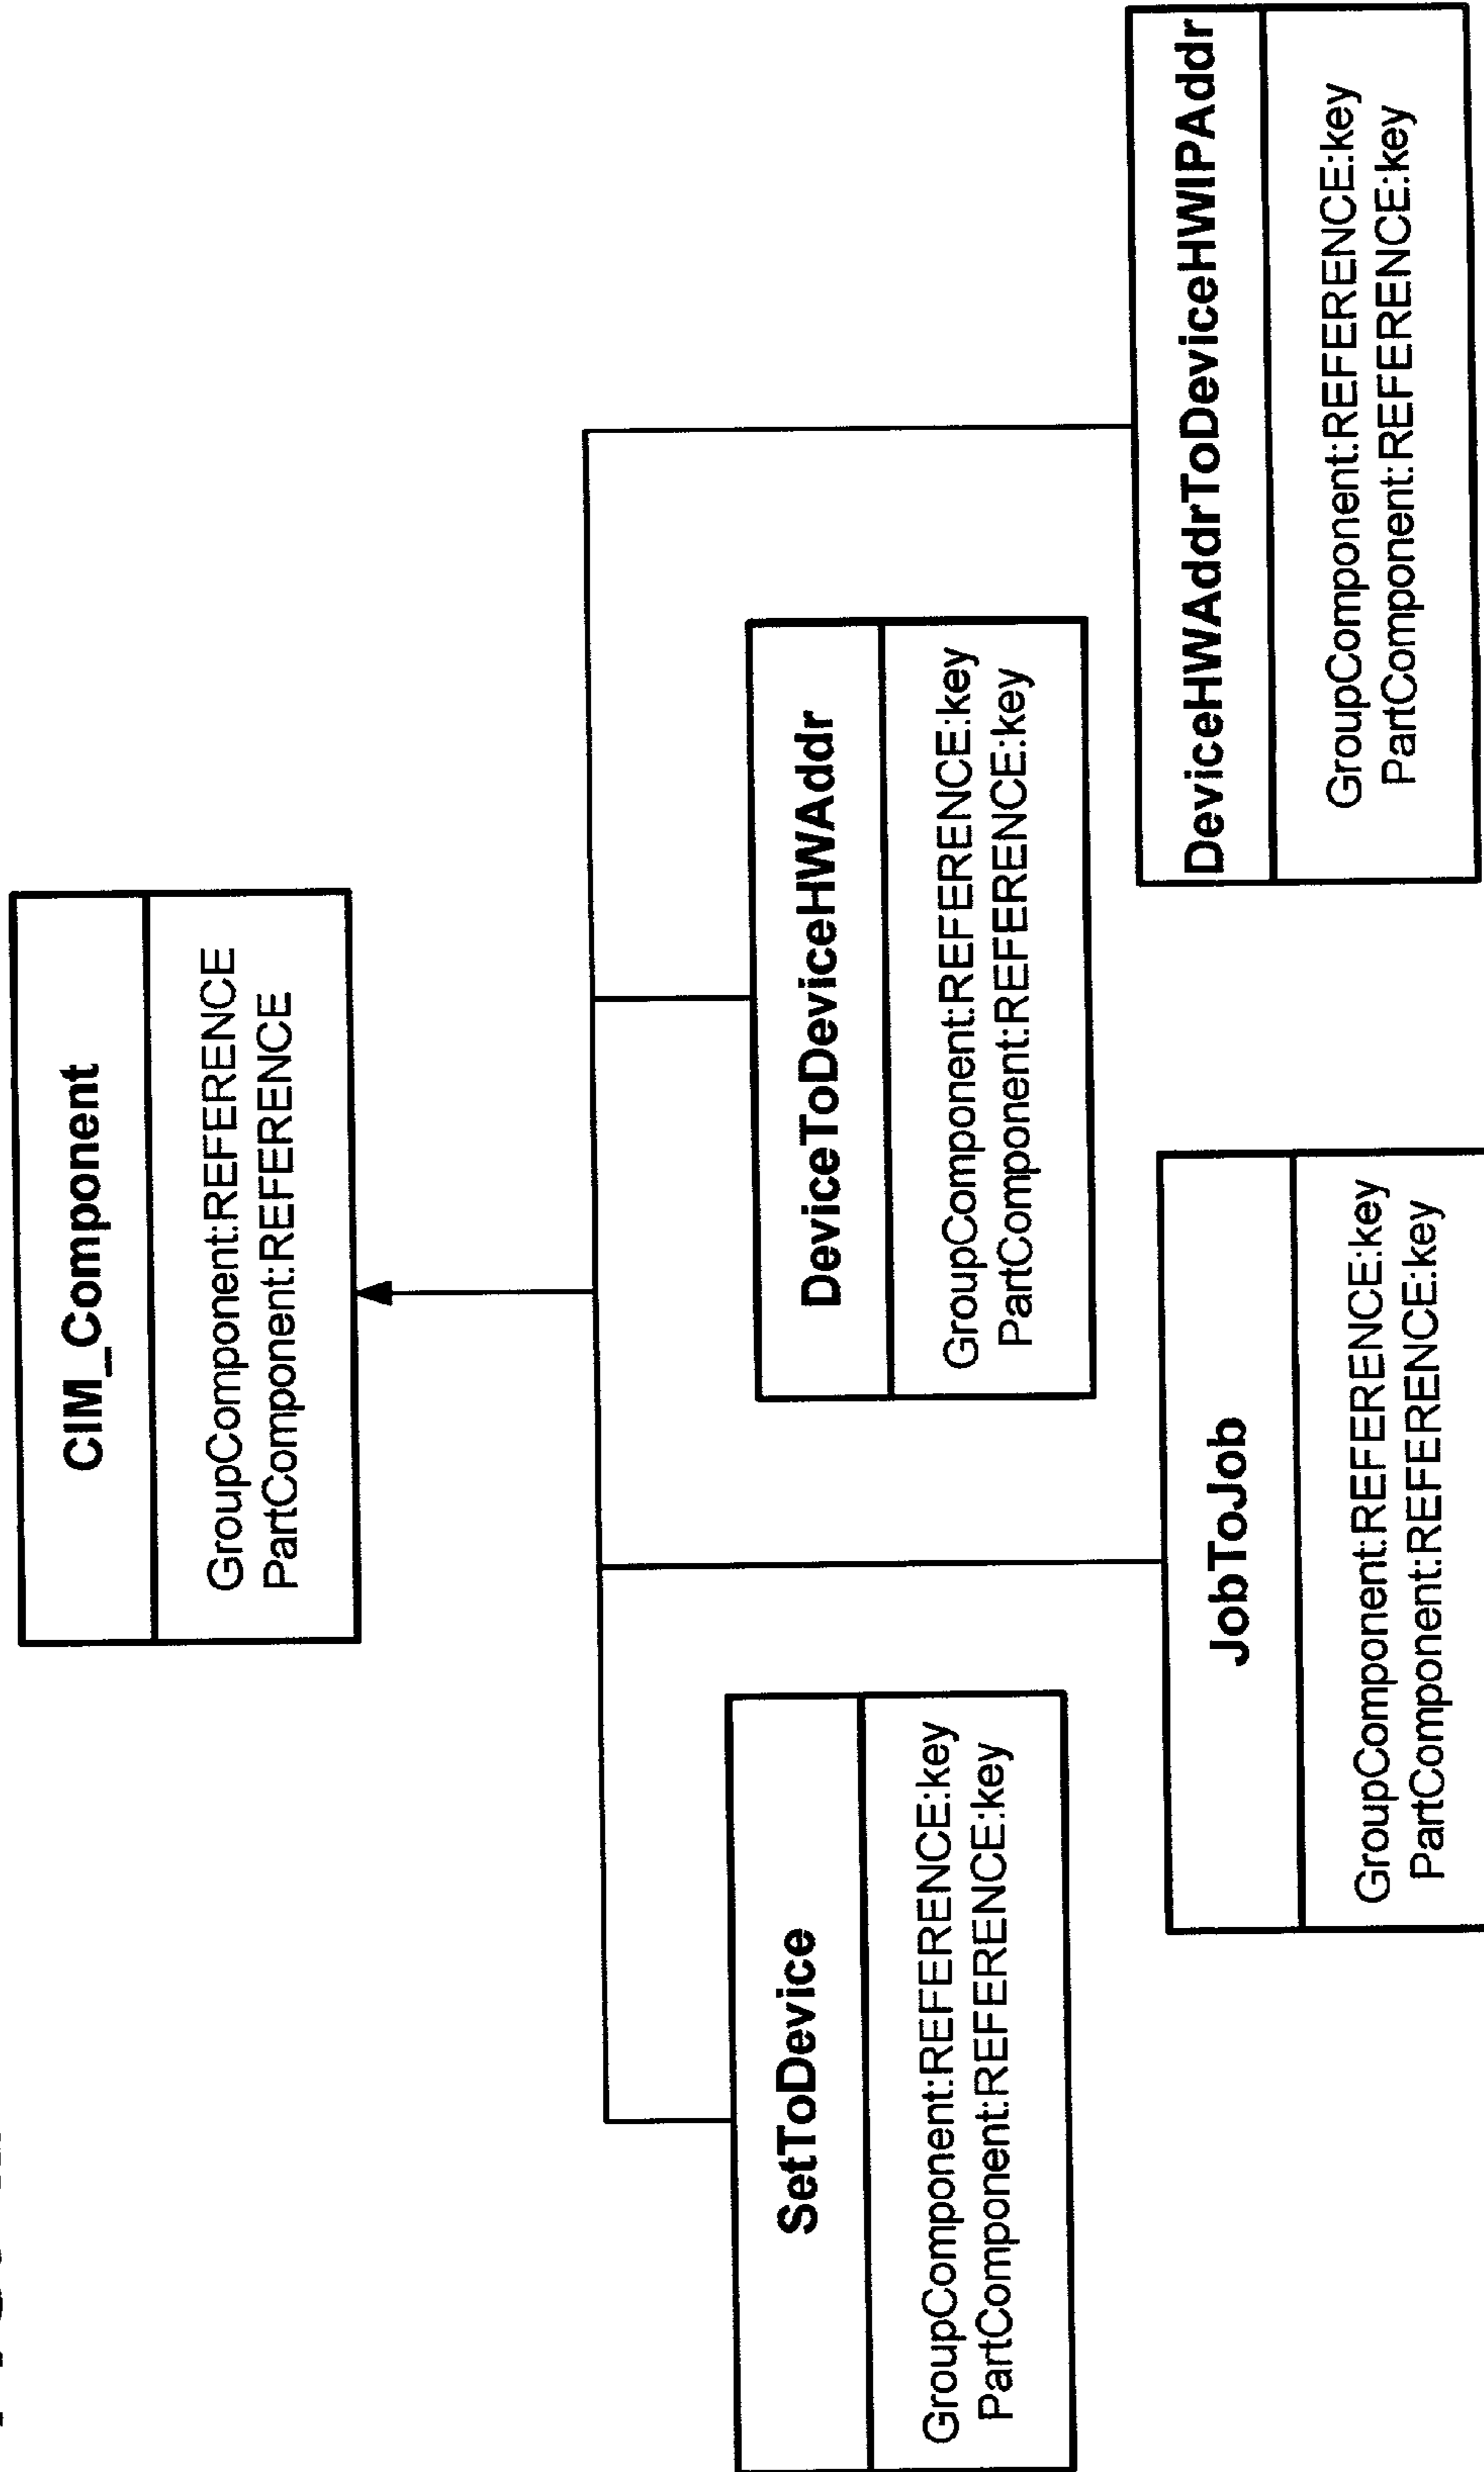 CIM_Component
GroupComponent:REFERENCE
PartComponent:REFERENCE
SetToDevice
GroupComponent:REFERENCE:key
PartComponent:REFERENCE:key
DeviceToDeviceHWAddr
GroupComponent:REFERENCE:key
PartComponent:REFERENCE:key
JobToJob
GroupComponent:REFERENCE:key
PartComponent:REFERENCE:key
DeviceHWAddrToDeviceHWIPAddr
GroupComponent:REFERENCE:key
PartComponent:REFERENCE:key